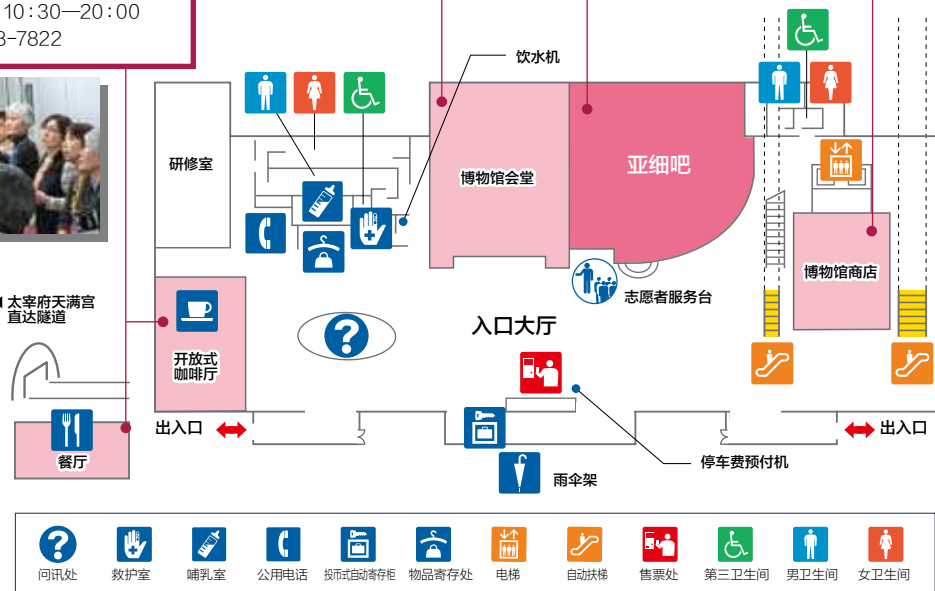 10:30—20:00
8-7822
饮水机
研修室
博物馆会堂
亚细吧
博物馆商店
志愿者服务台
太宰府天满宫
直达隧道
入口大厅
开放式
咖啡厅
出入口
出入口
餐厅
停车费预付机
雨伞架
问讯处
救护室
哺乳室
公用电话
投币式自动寄存柜
物品寄存处
电梯
自动扶梯
售票处
第三卫生间
男卫生间
女卫生间